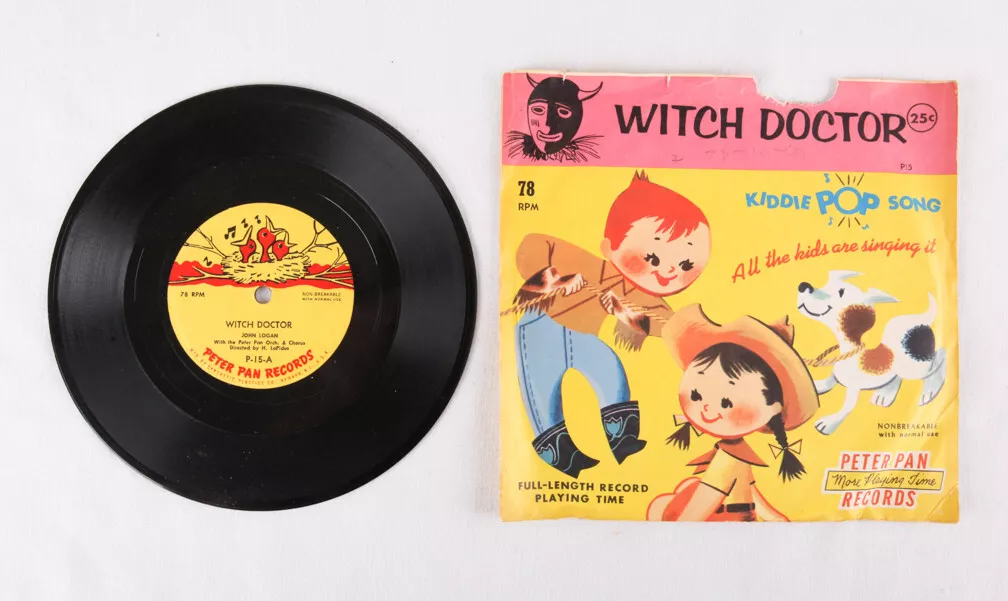 78 RPM
NON-BREAKABLE
WITH NORMAL USE
WITCH DOCTOR
JOHN LOGAN
With the Peter Pan Orch. & Chorus
Directed by H. LaPidus
P-15-A
PETER PAN RECORDS
WITCH DOCTOR 25¢
P15
78
RPM
KIDDIE POP SONG
All the kids are singing it
NONBREAKABLE
with normal use
FULL-LENGTH RECORD
PLAYING TIME
PETER PAN
More Playing Time
RECORDS